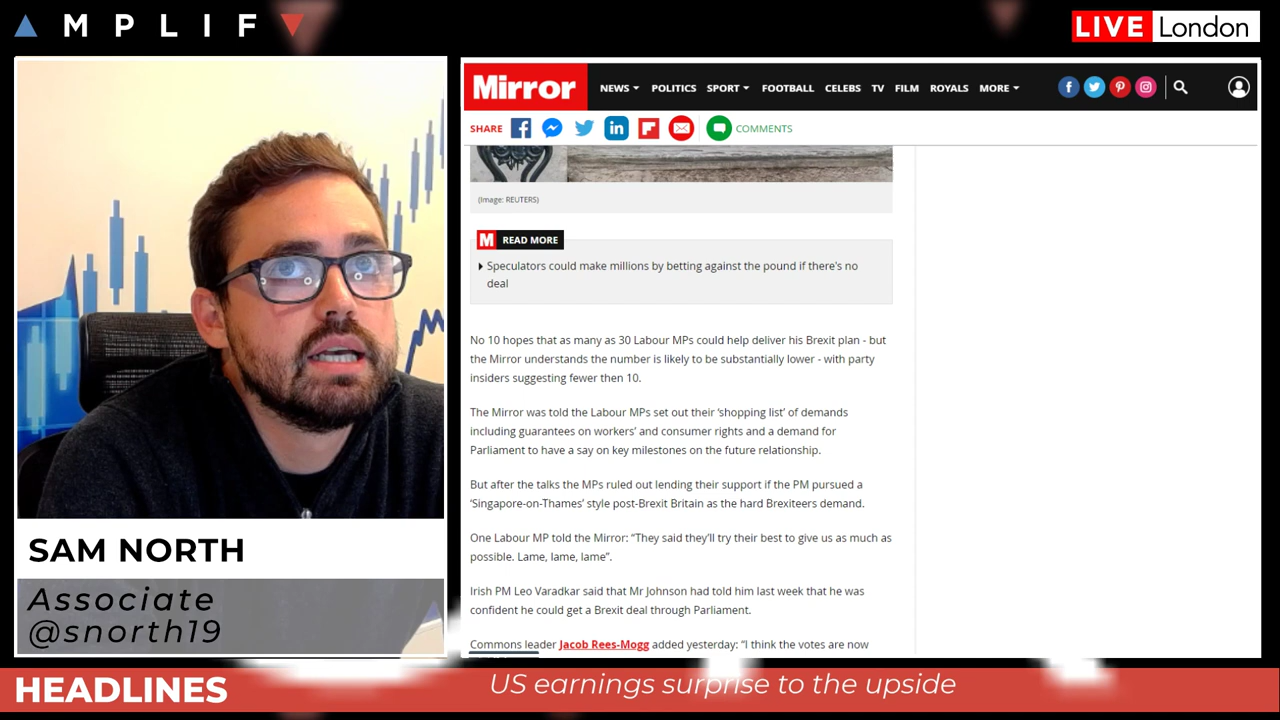 AMPLIFY
LIVE London
Mirror
NEWS POLITICS SPORT FOOTBALL CELEBS TV FILM ROYALS MORE
SHARE COMMENTS
(Image: REUTERS)
M READ MORE
Speculators could make millions by betting against the pound if there's no
deal
No 10 hopes that as many as 30 Labour MPs could help deliver his Brexit plan - but
the Mirror understands the number is likely to be substantially lower - with party
insiders suggesting fewer then 10.
The Mirror was told the Labour MPs set out their ‘shopping list’ of demands
including guarantees on workers’ and consumer rights and a demand for
Parliament to have a say on key milestones on the future relationship.
But after the talks the MPs ruled out lending their support if the PM pursued a
‘Singapore-on-Thames’ style post-Brexit Britain as the hard Brexiteers demand.
One Labour MP told the Mirror: “They said they’ll try their best to give us as much as
possible. Lame, lame, lame”.
Irish PM Leo Varadkar said that Mr Johnson had told him last week that he was
confident he could get a Brexit deal through Parliament.
Commons leader Jacob Rees-Mogg added yesterday: “I think the votes are now
SAM NORTH
Associate
@snorth19
HEADLINES
US earnings surprise to the upside